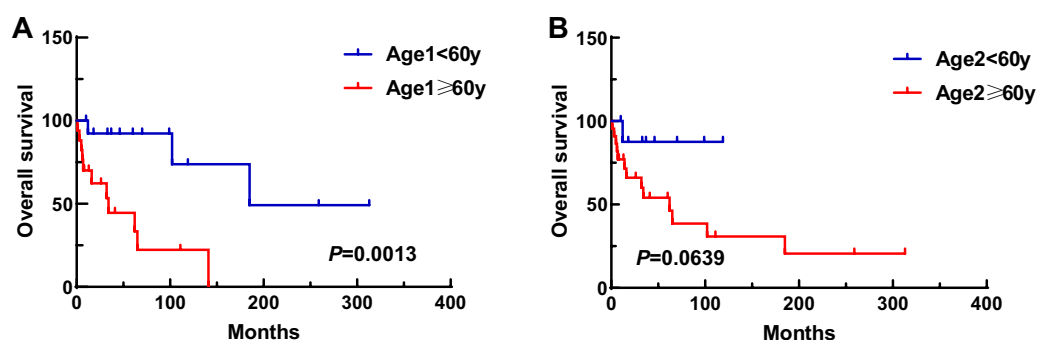 A
Overall survival
150
100
50
0
0 100 200 300 400
Months
Age1<60y
Age1≥60y
P=0.0013
B
Overall survival
150
100
50
0
0 100 200 300 400
Months
Age2<60y
Age2≥60y
P=0.0639